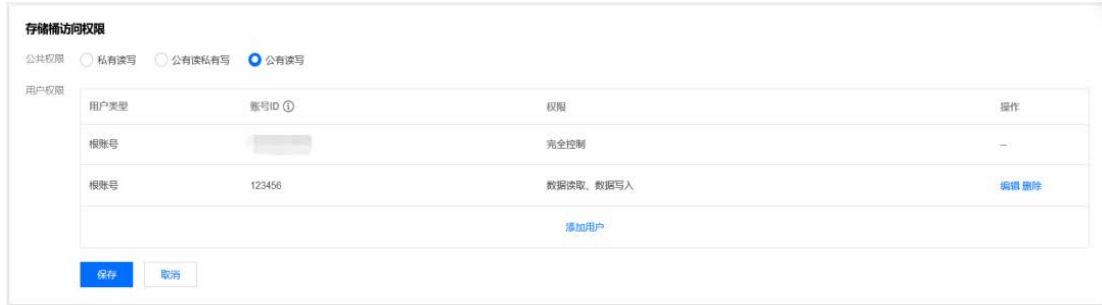 存储桶访问权限
公共权限 私有读写 公有读私有写 公有读写
用户权限
用户类型 账号ID 权限 操作
根账号 完全控制 --
根账号 123456 数据读取、数据写入 编辑 删除
添加用户
保存 取消